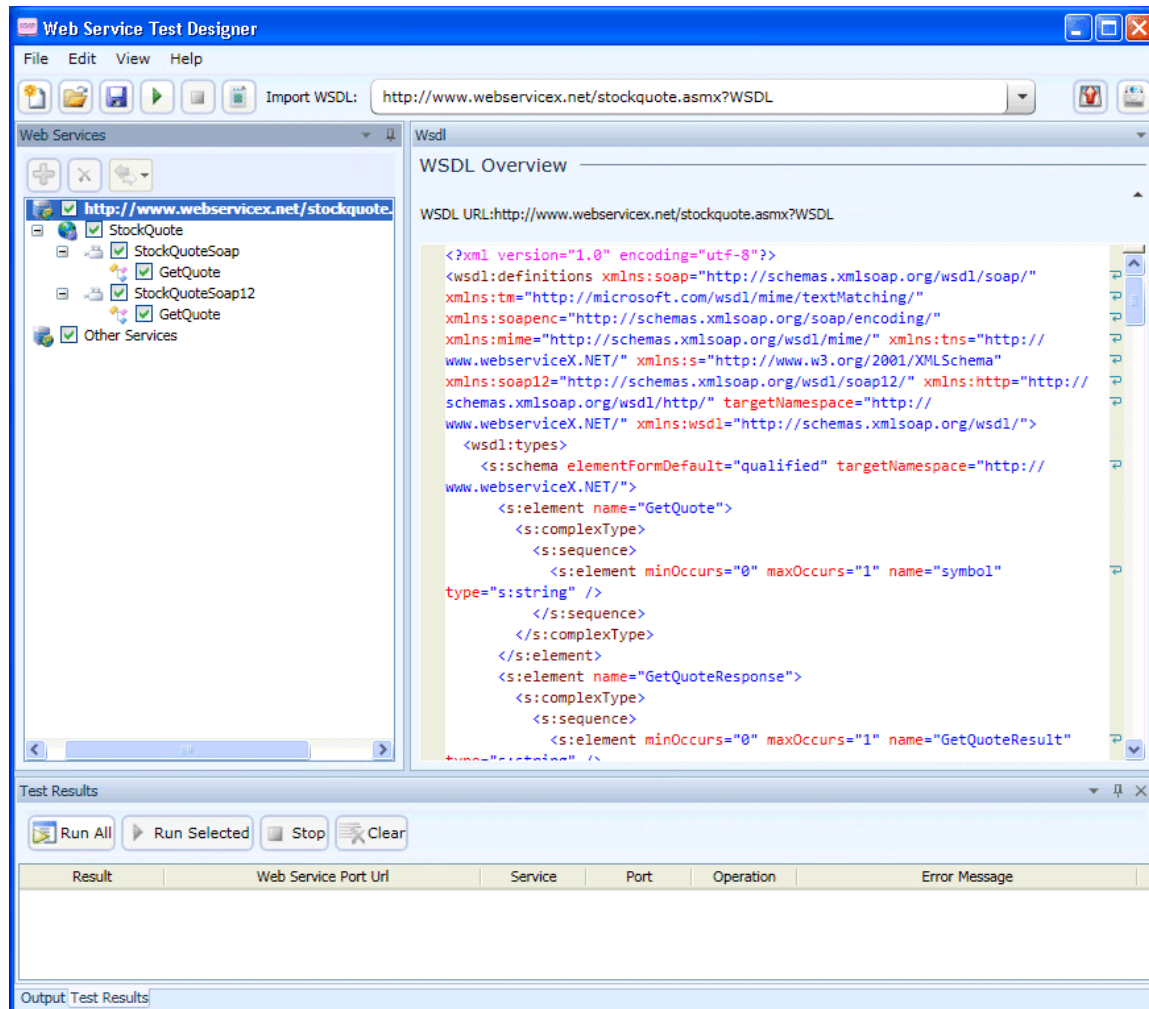 Web Service Test Designer
File Edit View Help
Import WSDL: http://www.webservicex.net/stockquote.asmx?WSDL
Web Services
http://www.webservicex.net/stockquote.
StockQuote
StockQuoteSoap
GetQuote
StockQuoteSoap12
GetQuote
Other Services
Wsdl
WSDL Overview
WSDL URL:http://www.webservicex.net/stockquote.asmx?WSDL
<?xml version="1.0" encoding="utf-8"?>
<wsdl:definitions xmlns:soap="http://schemas.xmlsoap.org/wsdl/soap/"
xmlns:tm="http://microsoft.com/wsdl/mime/textMatching/"
xmlns:soapenc="http://schemas.xmlsoap.org/soap/encoding/"
xmlns:mime="http://schemas.xmlsoap.org/wsdl/mime/" xmlns:tns="http://
www.webserviceX.NET/" xmlns:s="http://www.w3.org/2001/XMLSchema"
xmlns:soap12="http://schemas.xmlsoap.org/wsdl/soap12/" xmlns:http="http://
schemas.xmlsoap.org/wsdl/http/" targetNamespace="http://
www.webserviceX.NET/" xmlns:wsdl="http://schemas.xmlsoap.org/wsdl/">
<wsdl:types>
<s:schema elementFormDefault="qualified" targetNamespace="http://
www.webserviceX.NET/">
<s:element name="GetQuote">
<s:complexType>
<s:sequence>
<s:element minOccurs="0" maxOccurs="1" name="symbol"
type="s:string" />
</s:sequence>
</s:complexType>
</s:element>
<s:element name="GetQuoteResponse">
<s:complexType>
<s:sequence>
<s:element minOccurs="0" maxOccurs="1" name="GetQuoteResult"
type="s:string" />
Test Results
Run All Run Selected Stop Clear
Result Web Service Port Url Service Port Operation Error Message
Output Test Results